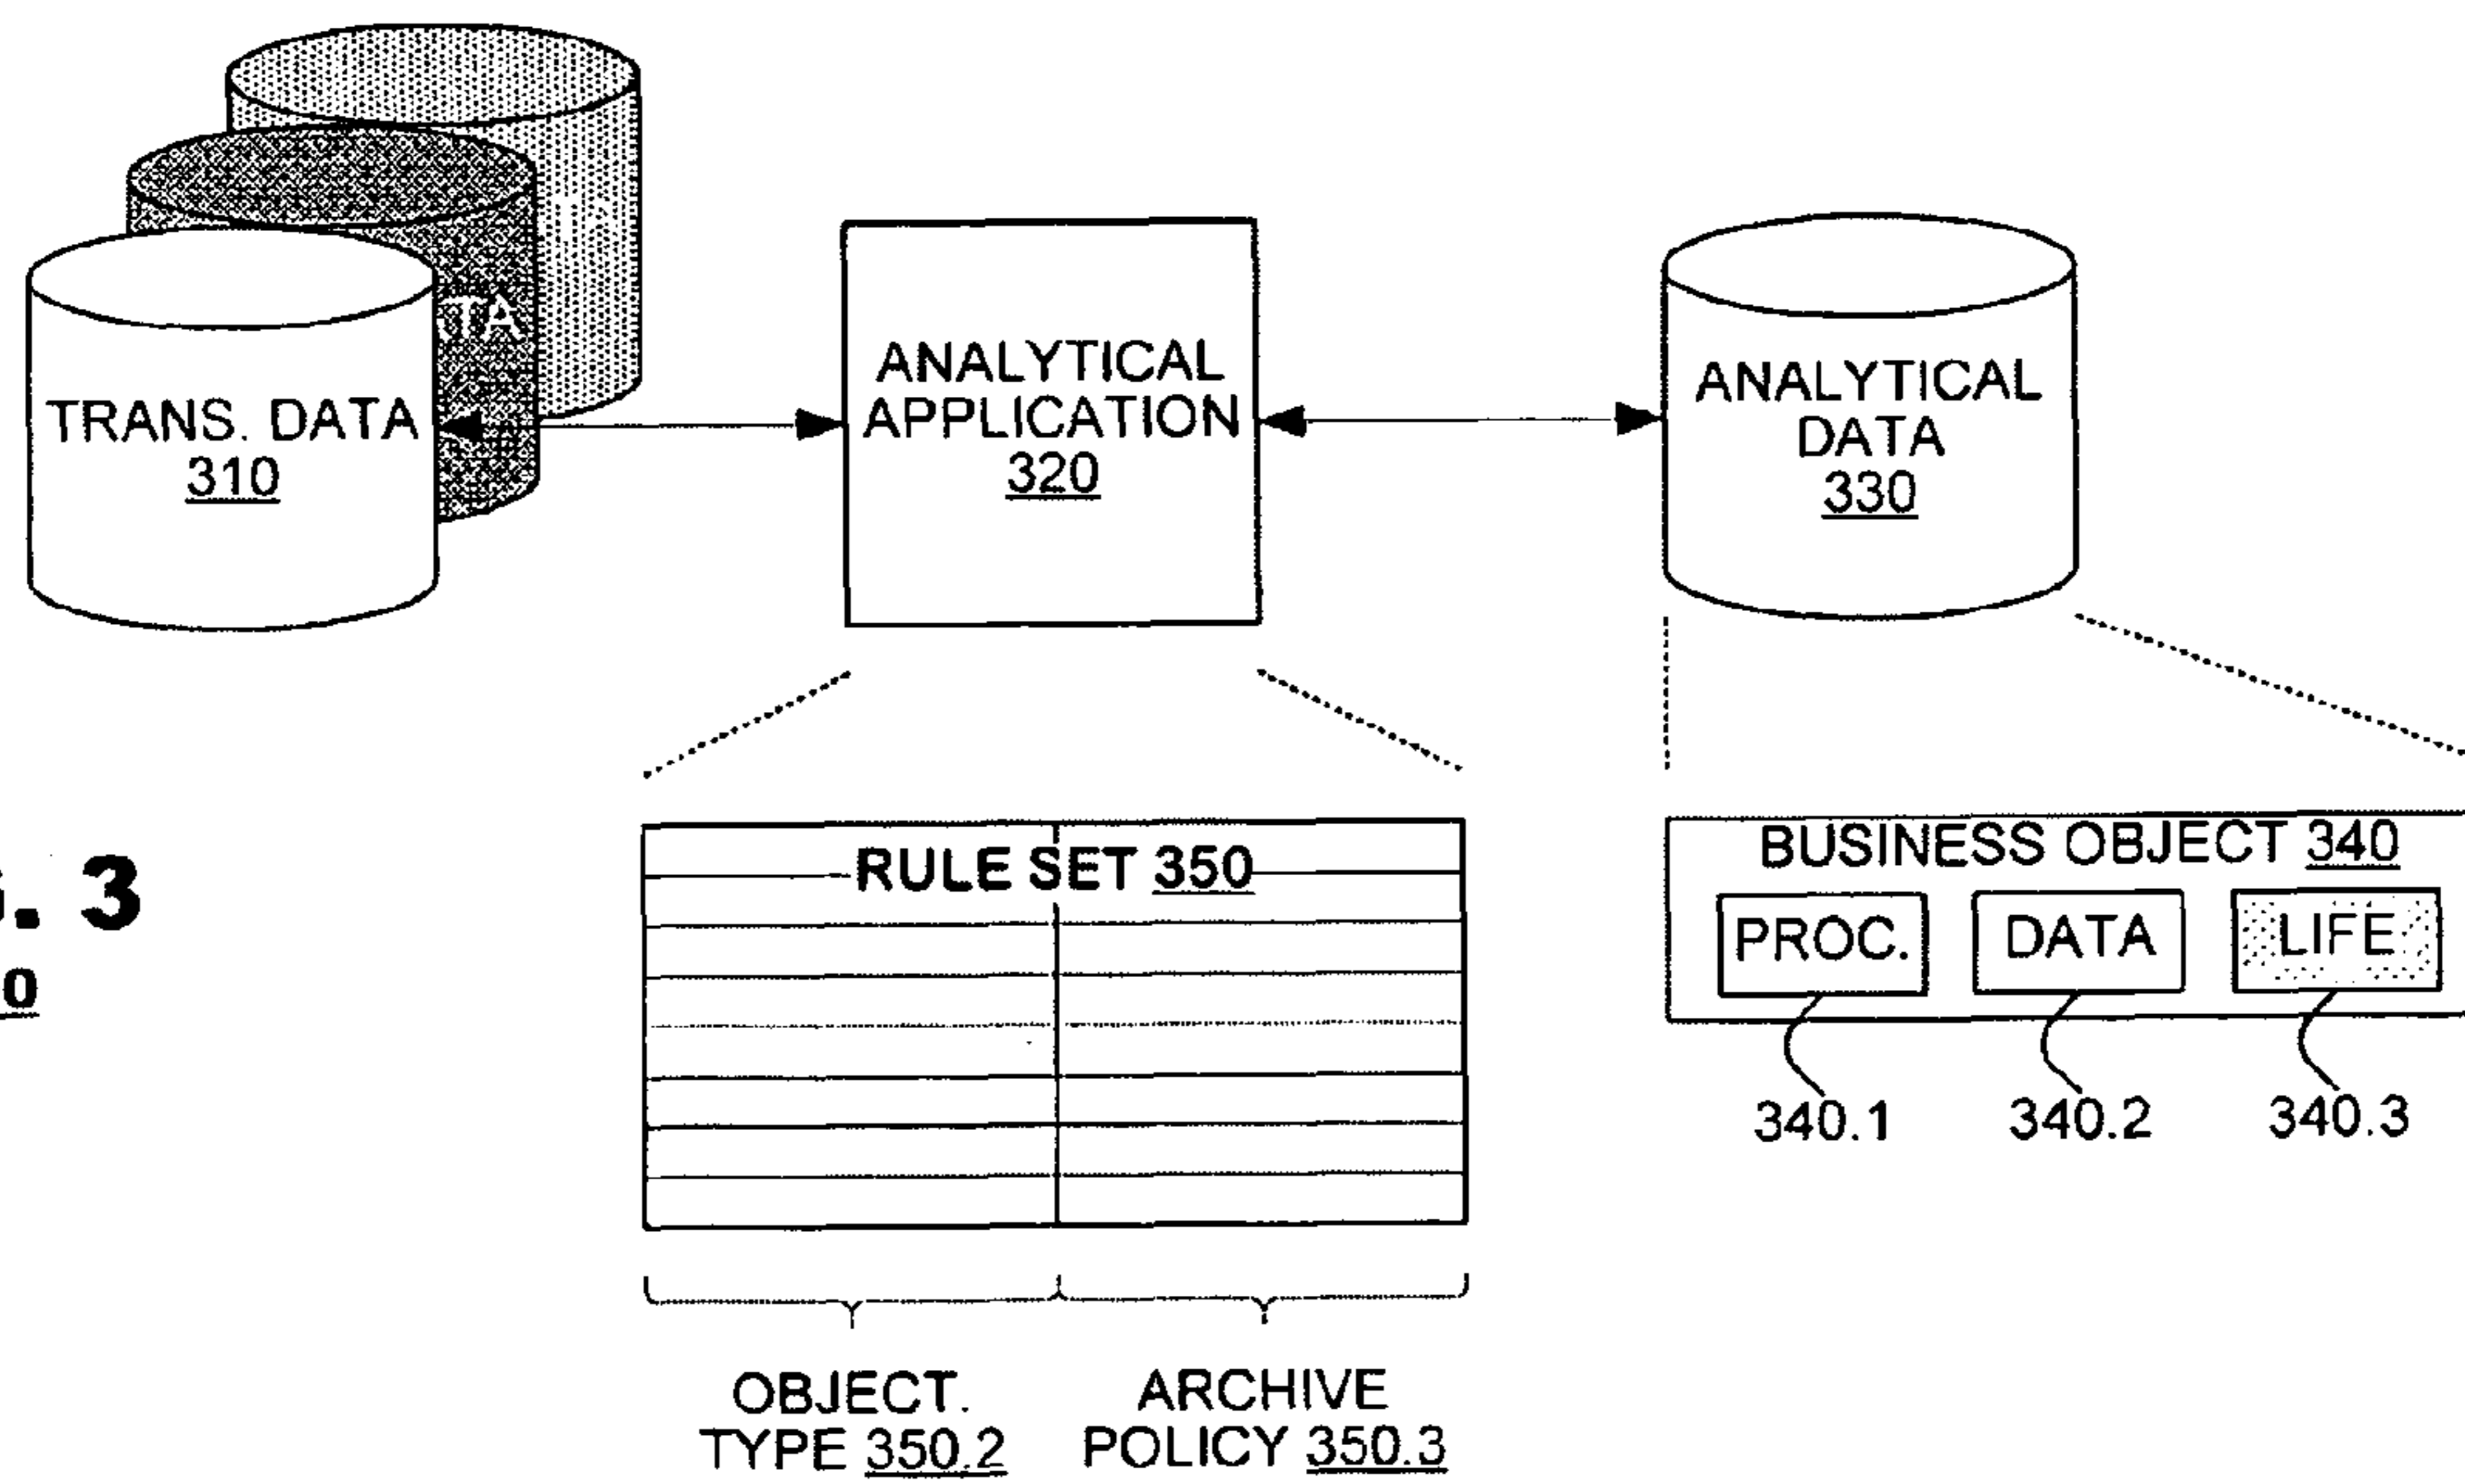 TA
TRANS. DATA
310
ANALYTICAL
APPLICATION
320
ANALYTICAL
DATA
330
. 3
0
RULE SET 350
BUSINESS OBJECT 340
PROC.
DATA
LIFE
340.1
340.2
340.3
OBJECT.
TYPE 350.2
ARCHIVE
POLICY 350.3